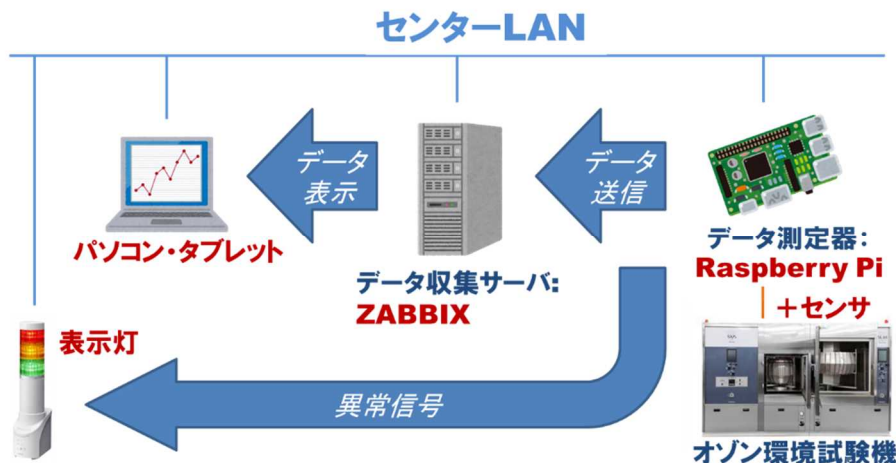 センターLAN
データ
表示
データ
送信
パソコン・タブレット
データ収集サーバ:
ZABBIX
データ測定器:
Raspberry Pi
＋センサ
表示灯
異常信号
オゾン環境試験機